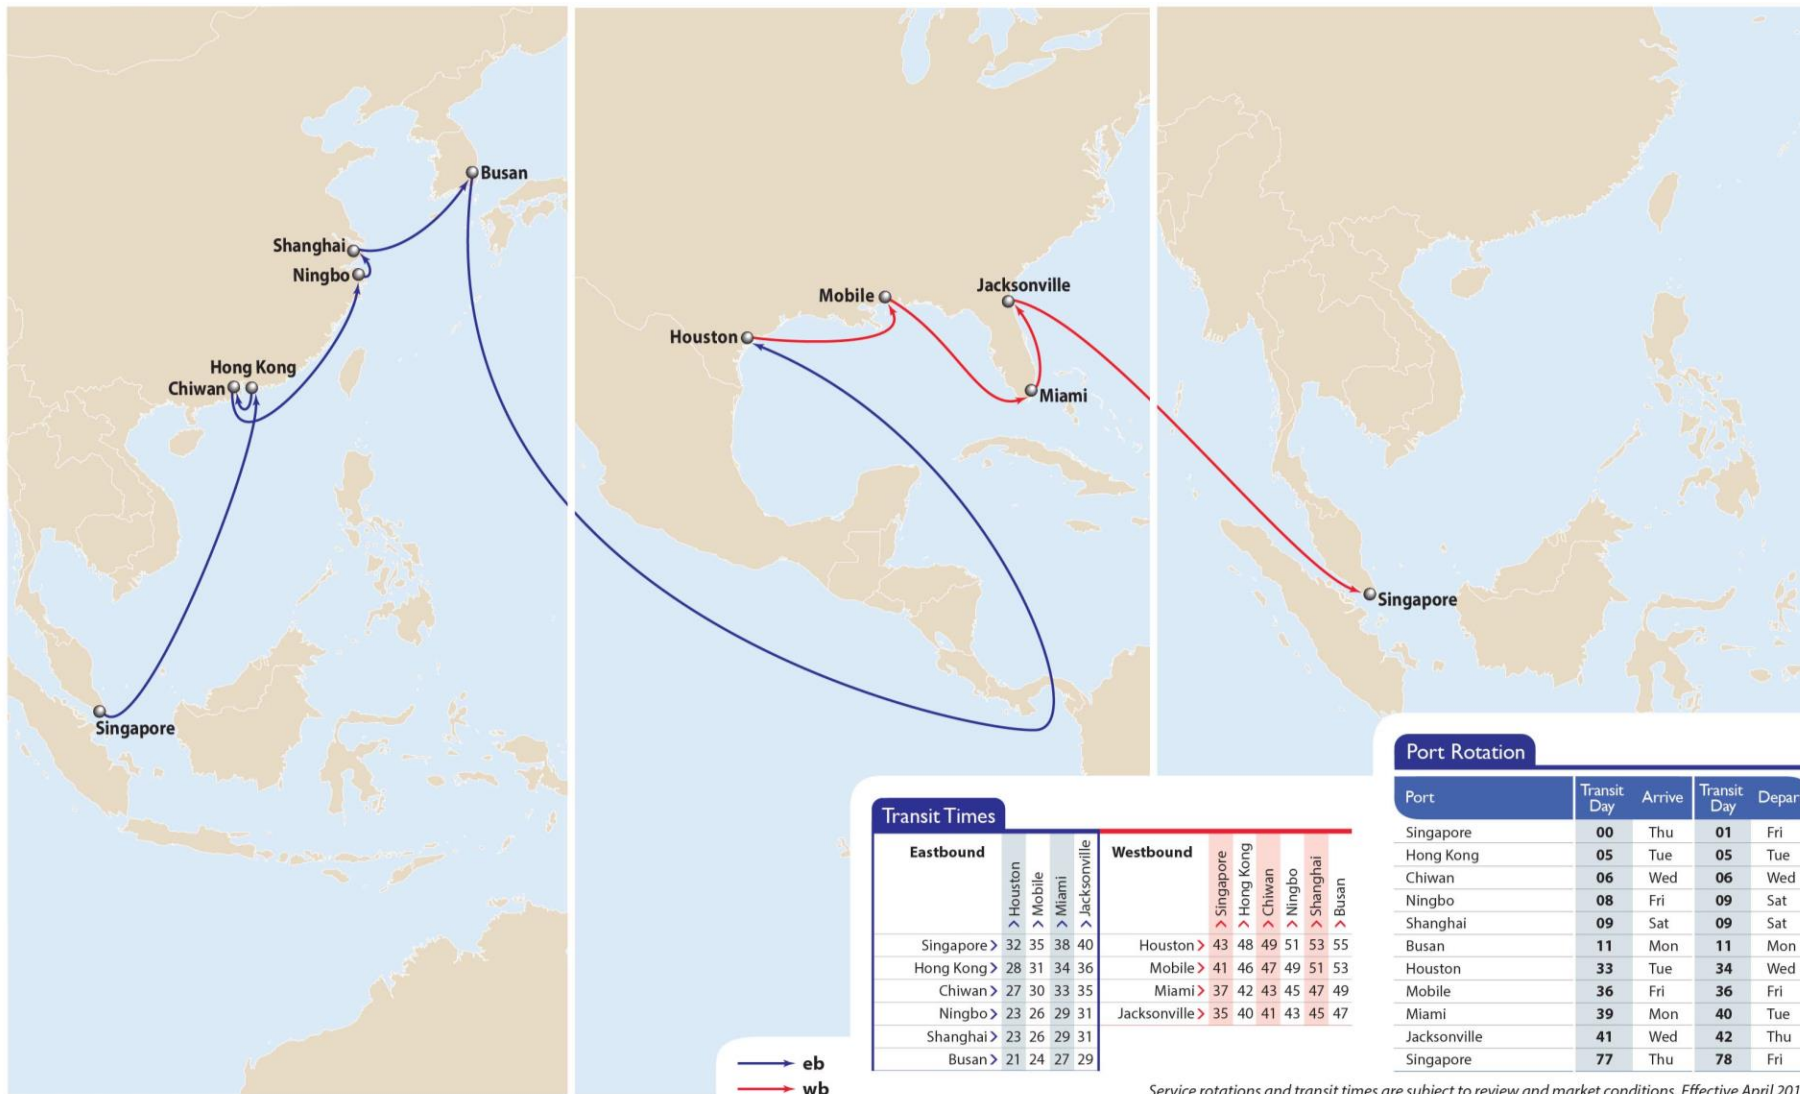 Busan
Shanghai
Ningbo
Hong Kong
Chiwan
Singapore
Houston
Mobile
Jacksonville
Miami
Singapore
Transit Times
Eastbound Houston Mobile Miami Jacksonville
Singapore 32 35 38 40
Hong Kong 28 31 34 36
Chiwan 27 30 33 35
Ningbo 23 26 29 31
Shanghai 23 26 29 31
Busan 21 24 27 29
Westbound Singapore Hong Kong Chiwan Ningbo Shanghai Busan
Houston 43 48 49 51 53 55
Mobile 41 46 47 49 51 53
Miami 37 42 43 45 47 49
Jacksonville 35 40 41 43 45 47
eb
wb
Port Rotation
Port Transit Day Arrive Transit Day Depar
Singapore 00 Thu 01 Fri
Hong Kong 05 Tue 05 Tue
Chiwan 06 Wed 06 Wed
Ningbo 08 Fri 09 Sat
Shanghai 09 Sat 09 Sat
Busan 11 Mon 11 Mon
Houston 33 Tue 34 Wed
Mobile 36 Fri 36 Fri
Miami 39 Mon 40 Tue
Jacksonville 41 Wed 42 Thu
Singapore 77 Thu 78 Fri
Service rotations and transit times are subject to review and market conditions. Effective April 201